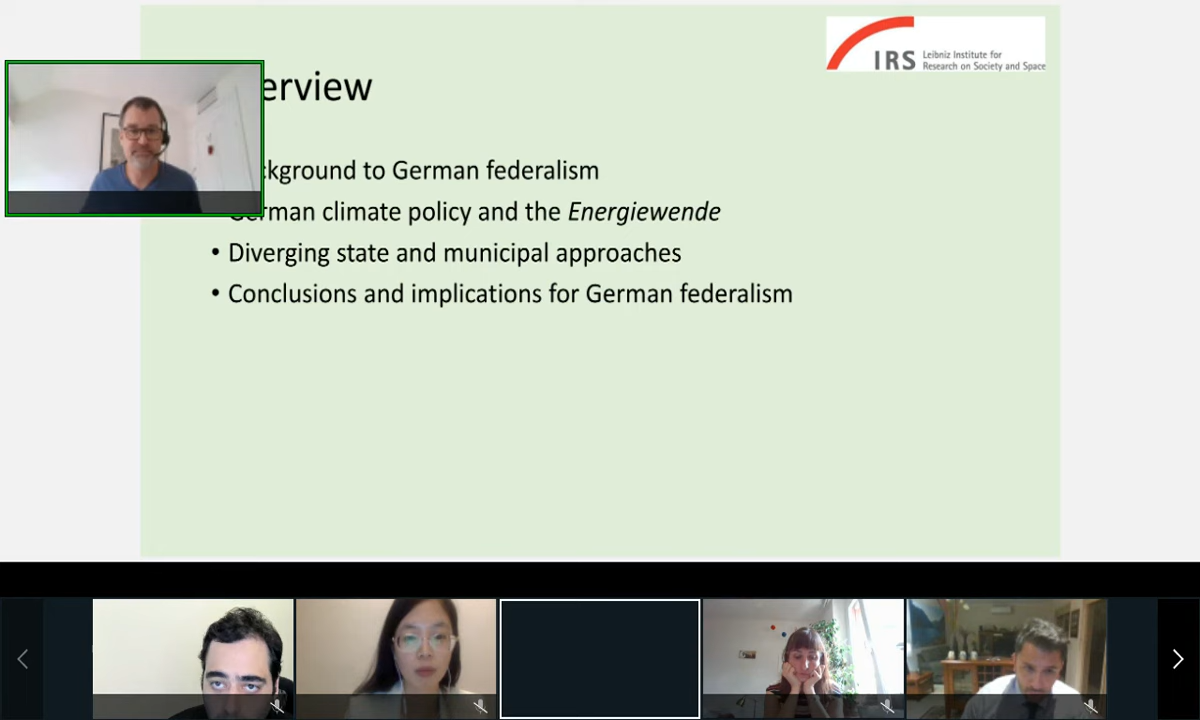 IRS Leibniz Institute for
Research on Society and Space
erview
kground to German federalism
German climate policy and the Energiewende
• Diverging state and municipal approaches
• Conclusions and implications for German federalism